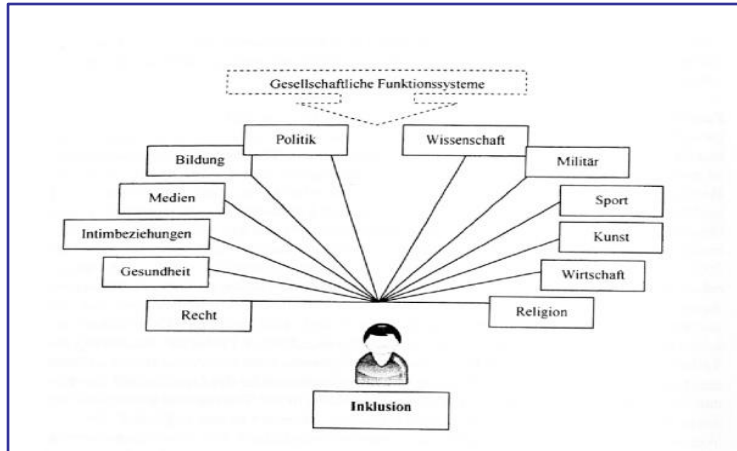 Gesellschaftliche Funktionssysteme
Politik
Wissenschaft
Bildung
Militär
Medien
Sport
Intimbeziehungen
Kunst
Gesundheit
Wirtschaft
Recht
Religion
Inklusion